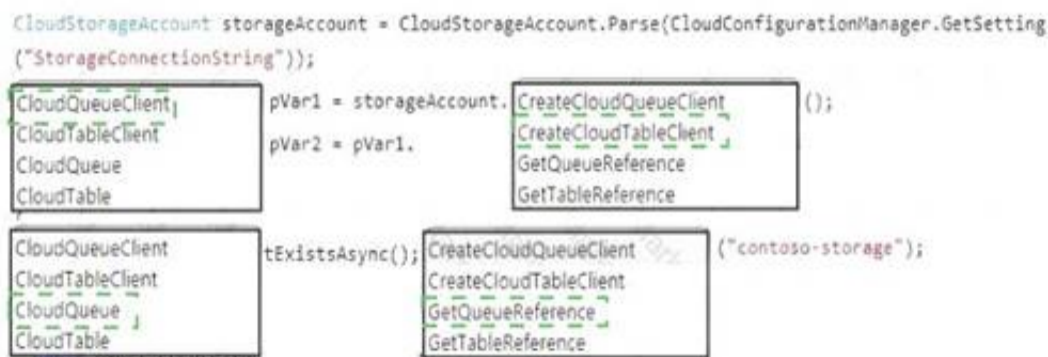 CloudStorageAccount storageAccount = CloudStorageAccount.Parse(CloudConfigurationManager.GetSetting
("StorageConnectionString"));
CloudQueueClient
CloudTableClient
CloudQueue
CloudTable
pVar1 = storageAccount.
pVar2 = pVar1.
CreateCloudQueueClient
CreateCloudTableClient
GetQueueReference
GetTableReference
();
CloudQueueClient
CloudTableClient
CloudQueue
CloudTable
tExistsAsync();
CreateCloudQueueClient
CreateCloudTableClient
GetQueueReference
GetTableReference
("contoso-storage");